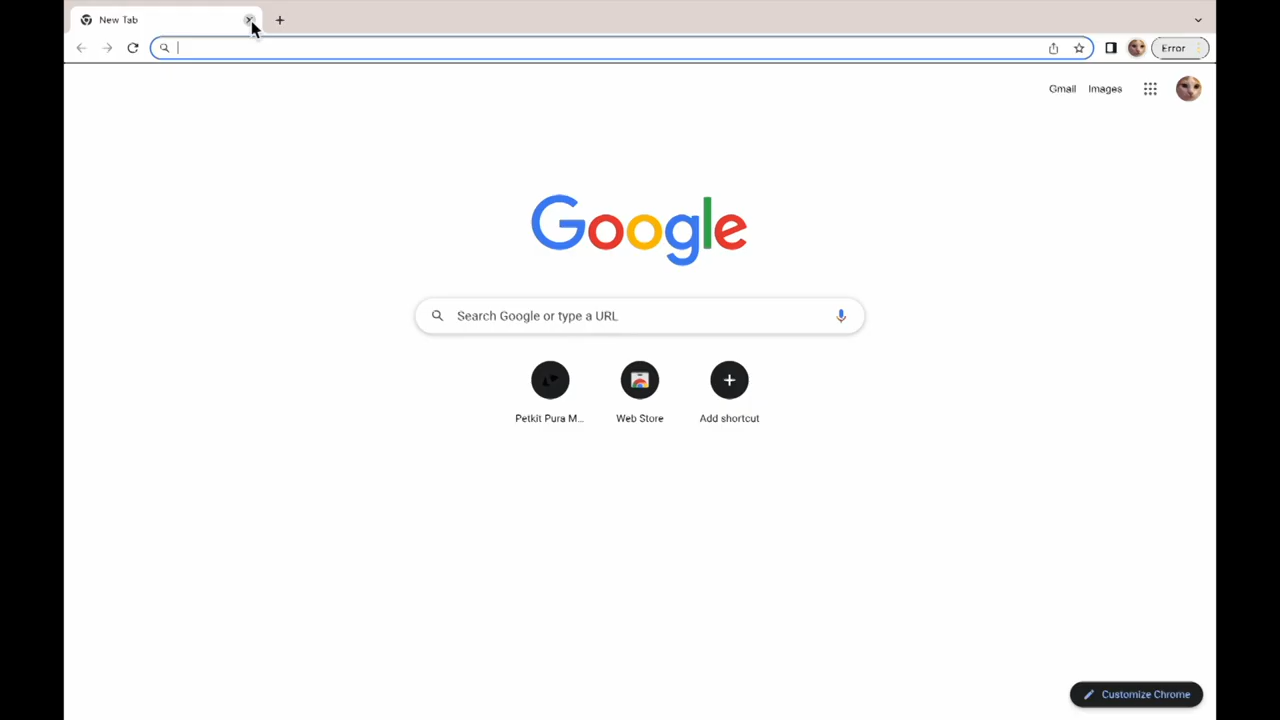 New Tab
Error
Gmail Images
Google
Search Google or type a URL
Petkit Pura M... Web Store Add shortcut
Customize Chrome